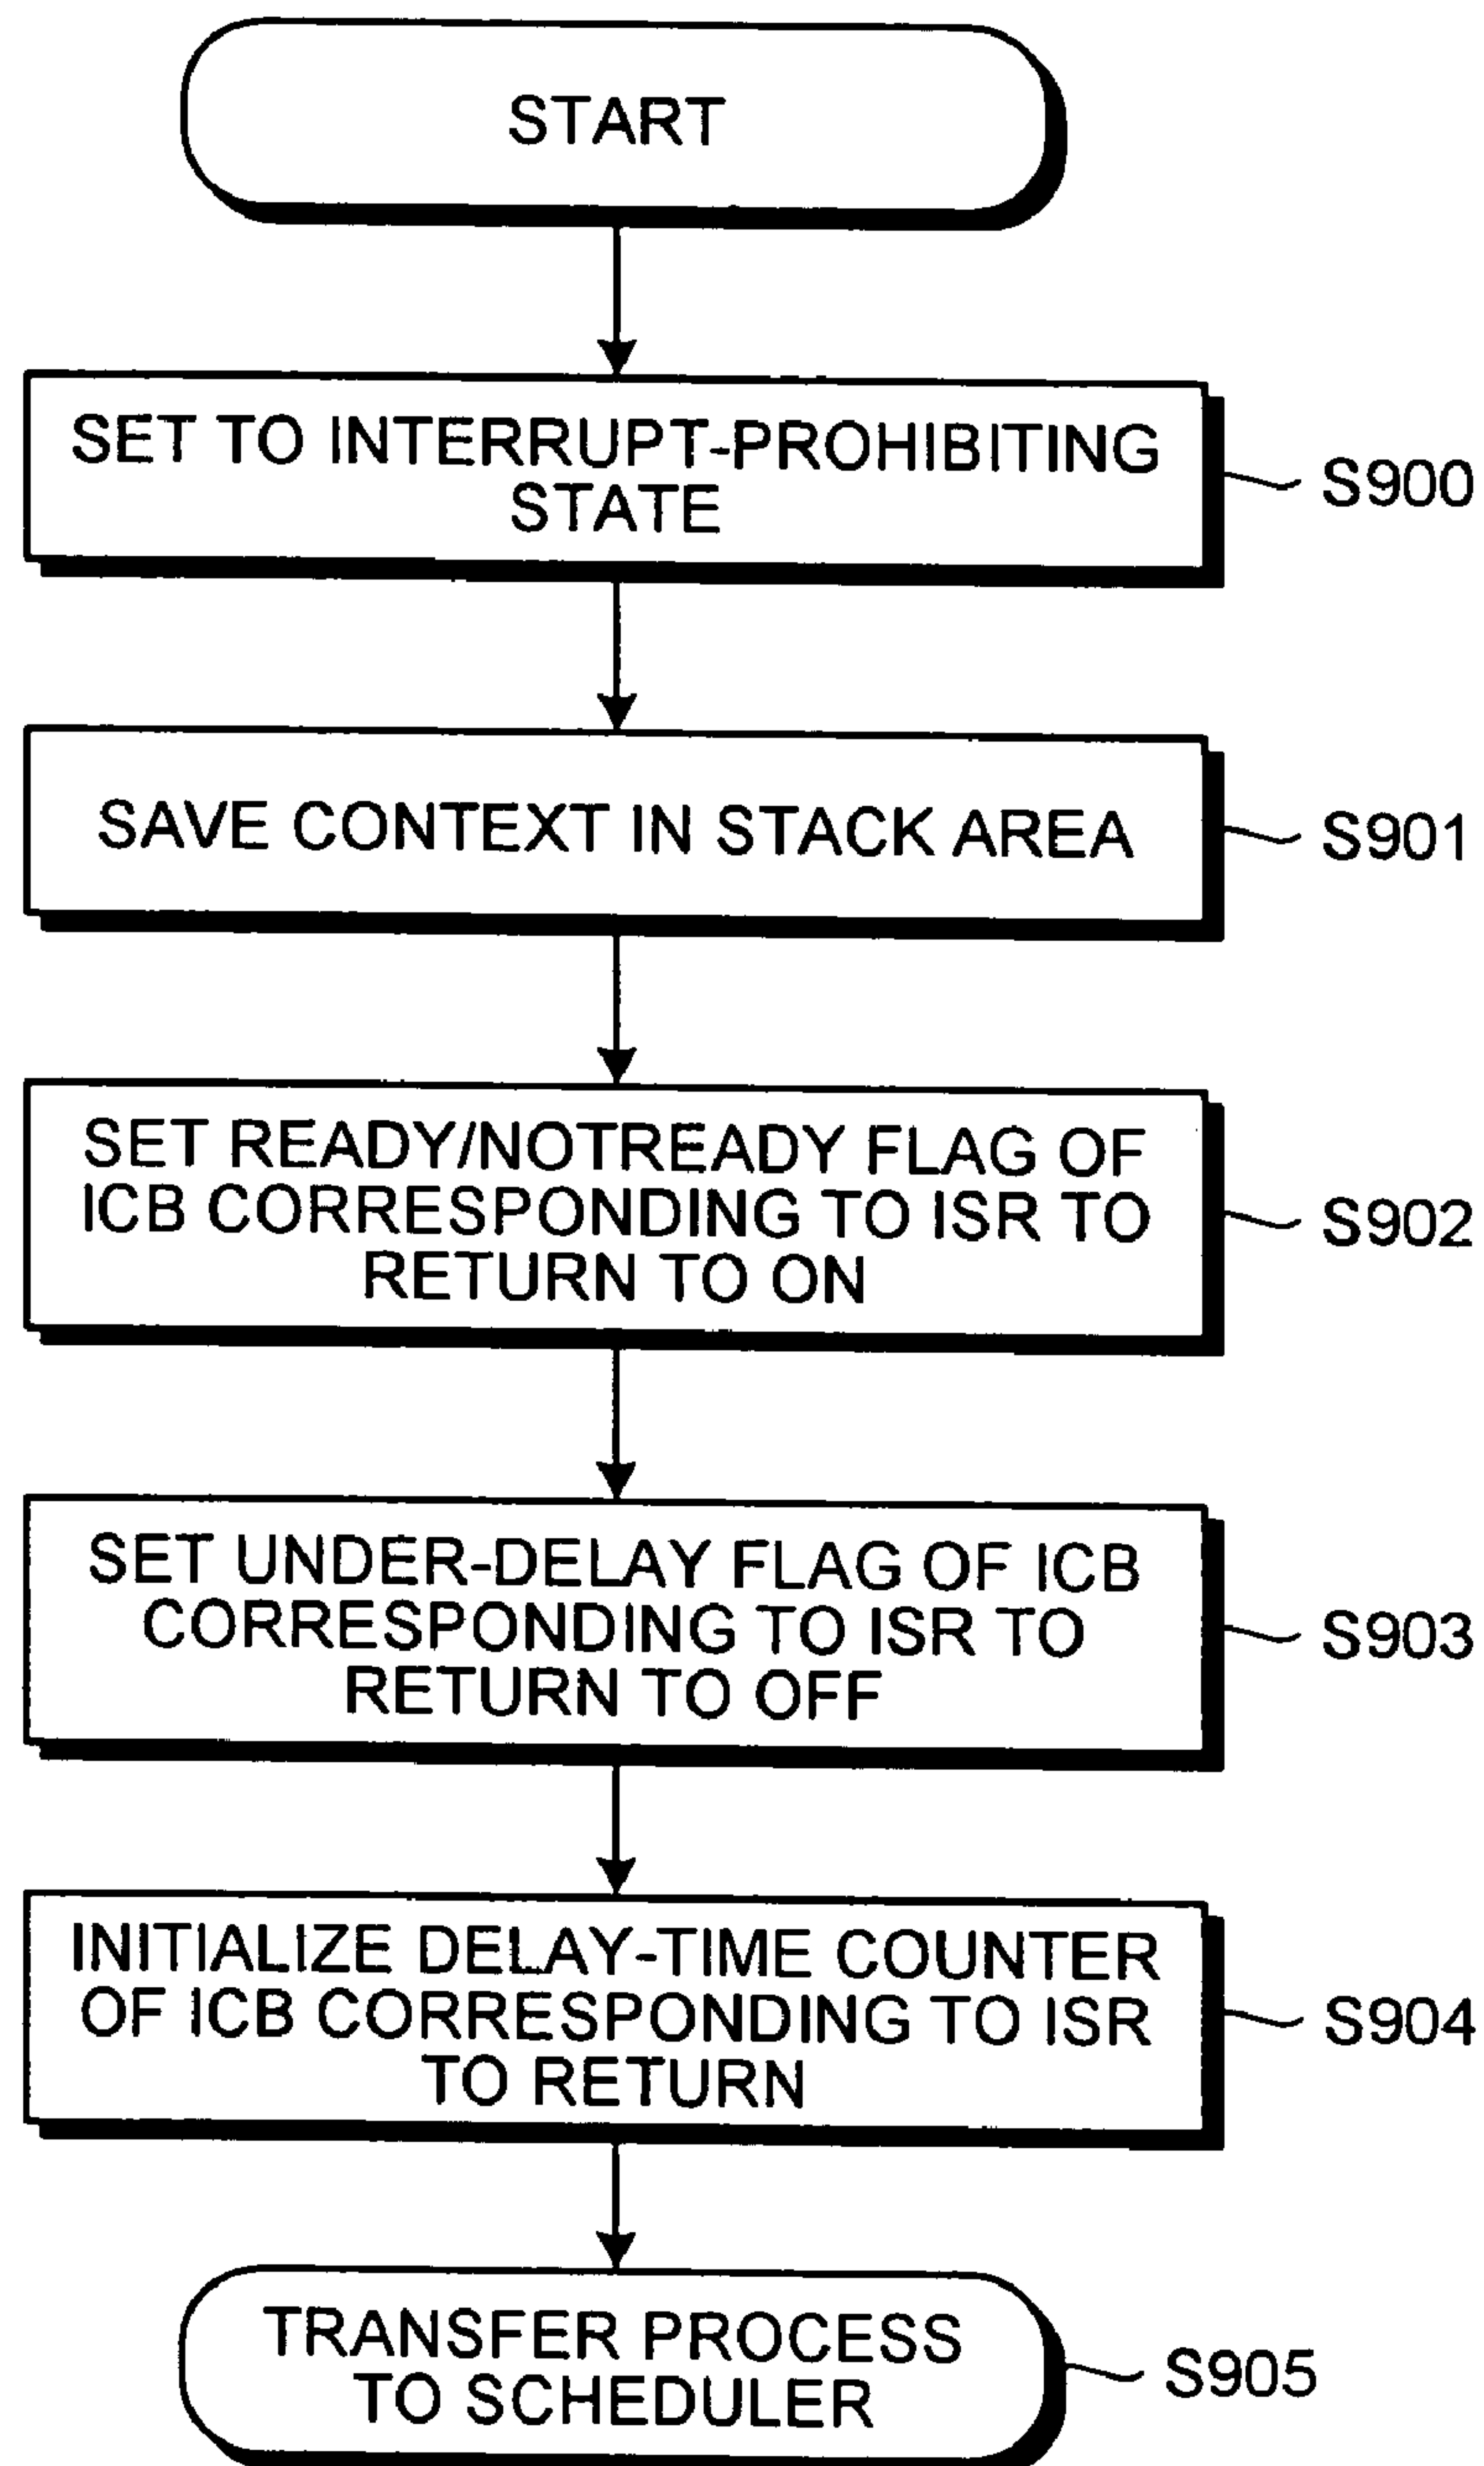 START
SET TO INTERRUPT-PROHIBITING
STATE
S900
SAVE CONTEXT IN STACK AREA
S901
SET READY/NOTREADY FLAG OF
ICB CORRESPONDING TO ISR TO
RETURN TO ON
S902
SET UNDER-DELAY FLAG OF ICB
CORRESPONDING TO ISR TO
RETURN TO OFF
S903
INITIALIZE DELAY-TIME COUNTER
OF ICB CORRESPONDING TO ISR
TO RETURN
S904
TRANSFER PROCESS
TO SCHEDULER
S905